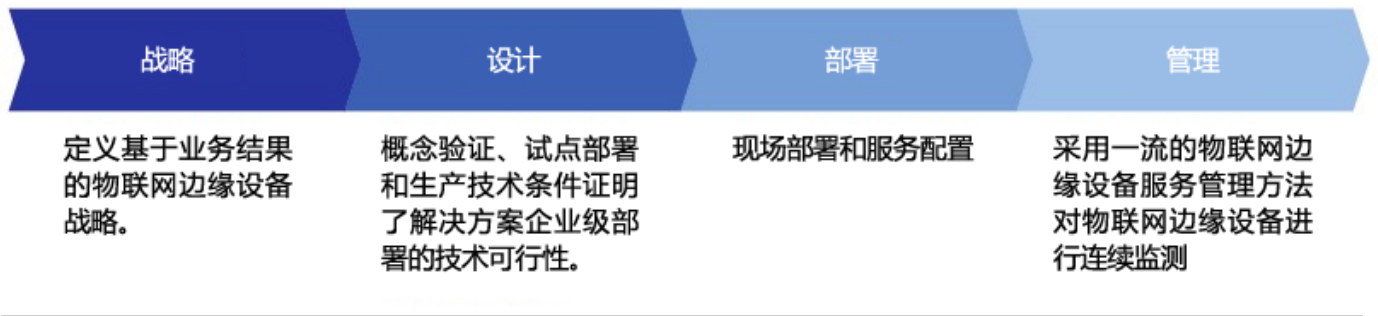 战略
设计
部署
管理
定义基于业务结果
的物联网边缘设备
战略。
概念验证、试点部署
和生产技术条件证明
了解决方案企业级部
署的技术可行性。
现场部署和服务配置
采用一流的物联网边
缘设备服务管理方法
对物联网边缘设备进
行连续监测